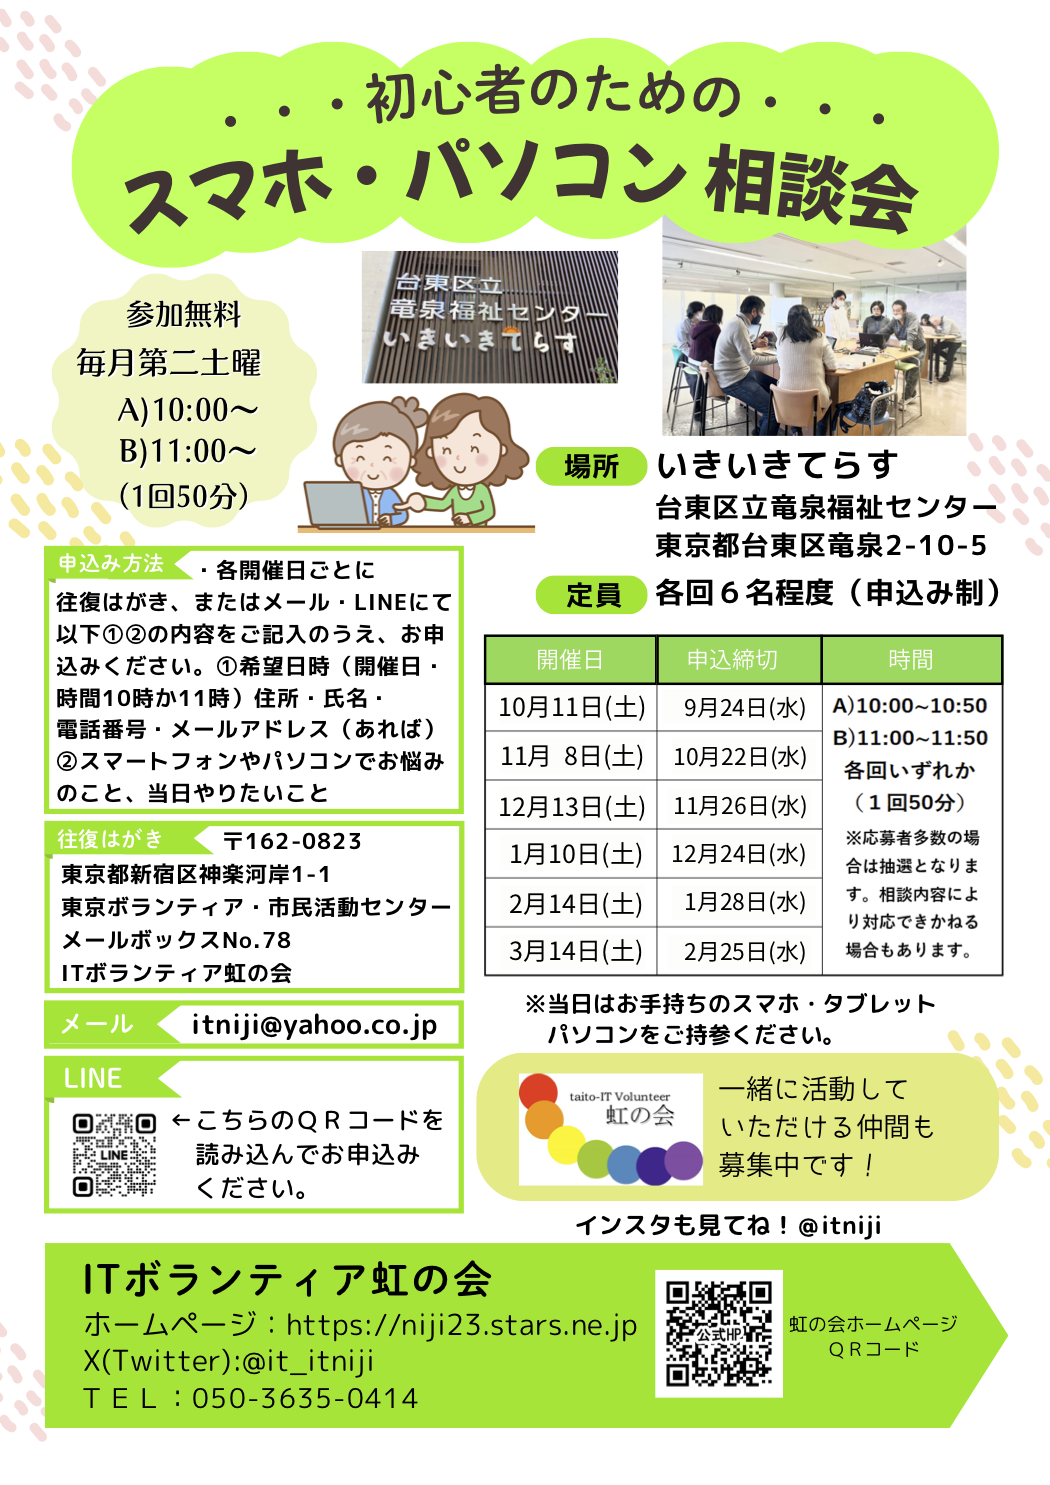 ・・・初心者のための・・・
スマホ・パソコン 相談会
参加無料
毎月第二土曜
A)10:00〜
B)11:00〜
(1回50分)
台東区立
竜泉福祉センター
いきいきてらす
場所 いきいきてらす
台東区立竜泉福祉センター
東京都台東区竜泉2-10-5
定員 各回６名程度（申込み制）
申込み方法 ・各開催日ごとに
往復はがき、またはメール・LINEにて
以下①②の内容をご記入のうえ、お申
込みください。①希望日時（開催日・
時間10時か11時）住所・氏名・
電話番号・メールアドレス（あれば）
②スマートフォンやパソコンでお悩み
のこと、当日やりたいこと
往復はがき 〒162-0823
東京都新宿区神楽河岸1-1
東京ボランティア・市民活動センター
メールボックスNo.78
ITボランティア虹の会
メール itniji@yahoo.co.jp
LINE
LINE
←こちらのＱＲコードを
読み込んでお申込み
ください。
開催日 申込締切 時間
10月11日(土) 9月24日(水)
11月 8日(土) 10月22日(水)
12月13日(土) 11月26日(水)
1月10日(土) 12月24日(水)
2月14日(土) 1月28日(水)
3月14日(土) 2月25日(水)
A)10:00~10:50
B)11:00~11:50
各回いずれか
（１回50分）
※応募者多数の場
合は抽選となりま
す。相談内容によ
り対応できかねる
場合もあります。
※当日はお手持ちのスマホ・タブレット
パソコンをご持参ください。
taito-IT Volunteer
虹の会
一緒に活動して
いただける仲間も
募集中です！
インスタも見てね！@itniji
ITボランティア虹の会
ホームページ：https://niji23.stars.ne.jp
X(Twitter):@it_itniji
ＴＥＬ：050-3635-0414
公式HP
虹の会ホームページ
ＱＲコード